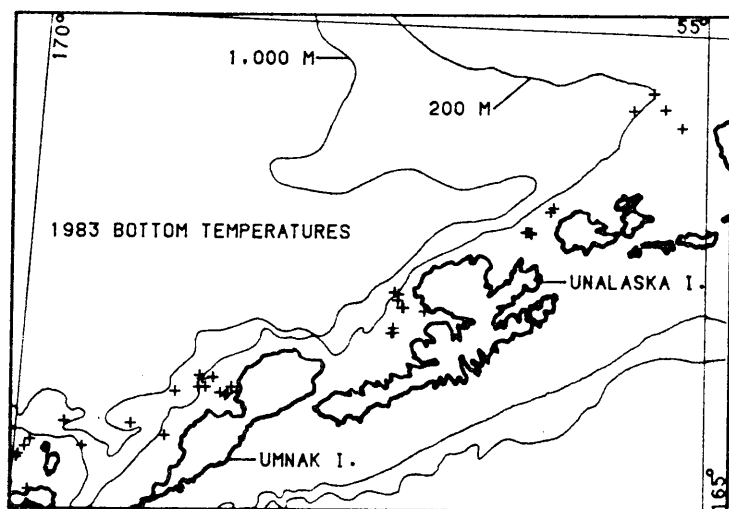 170°
55°
1.000 M
200 M
1983 BOTTOM TEMPERATURES
UNALASKA I.
UMNAK I.
165°